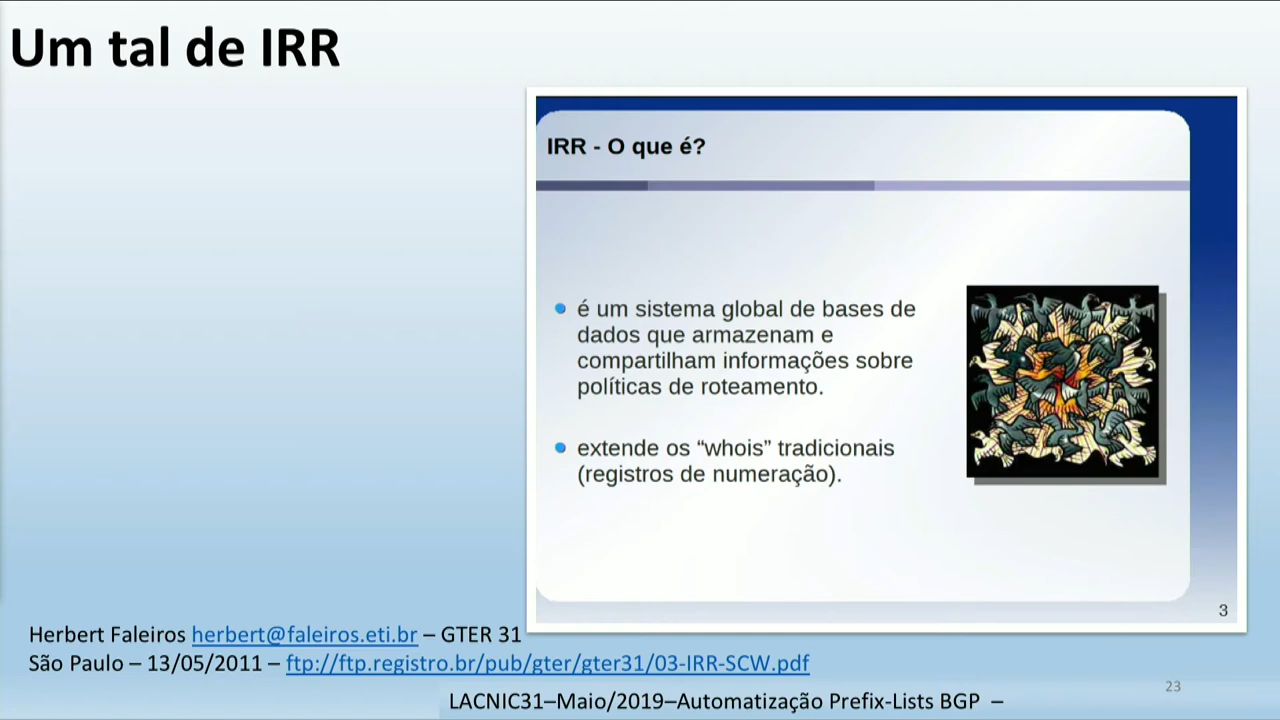 Um tal de IRR
IRR - O que é?
é um sistema global de bases de
dados que armazenam e
compartilham informações sobre
políticas de roteamento.
extende os “whois” tradicionais
(registros de numeração).
3
Herbert Faleiros herbert@faleiros.eti.br – GTER 31
São Paulo – 13/05/2011 – ftp://ftp.registro.br/pub/gter/gter31/03-IRR-SCW.pdf
23
LACNIC31–Maio/2019–Automatização Prefix-Lists BGP –